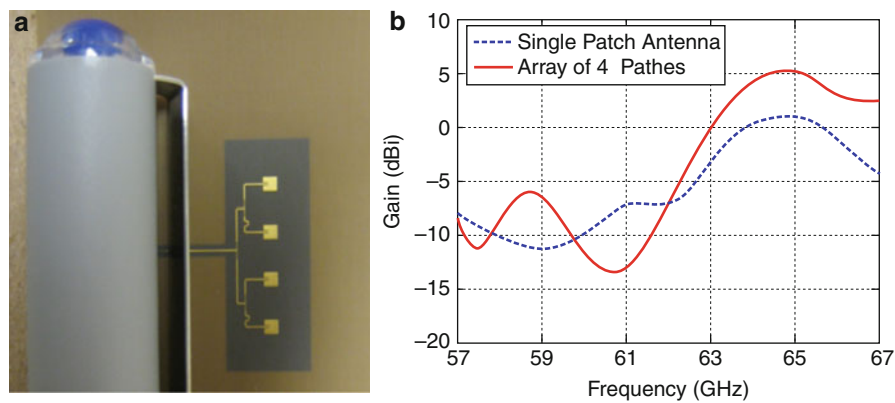 a
b
Single Patch Antenna
Array of 4 Pathes
Gain (dBi)
10
5
0
−5
−10
−15
−20
57
59
61
63
65
67
Frequency (GHz)